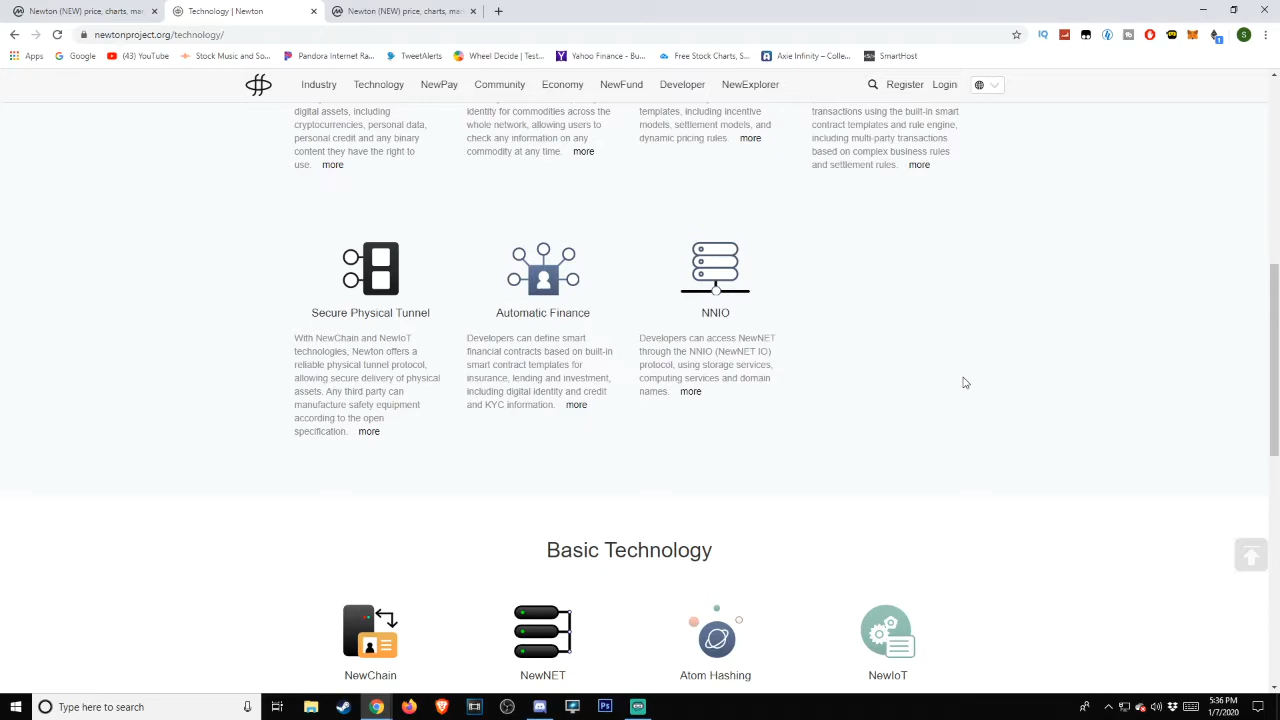 Newton (NEW) price, charts, mar
Technology | Newton
Newton (NEW) price, charts, mar
newtonproject.org/technology/
Apps
Google
(43) YouTube
Stock Music and So...
Pandora Internet Ra...
TweetAlerts
Wheel Decide | Test...
Yahoo Finance - Bu...
Free Stock Charts, S...
Axie Infinity – Colle...
SmartHost
Industry
Technology
NewPay
Community
Economy
NewFund
Developer
NewExplorer
Register
Login
digital assets, including
cryptocurrencies, personal data,
personal credit and any binary
content they have the right to
use. more
identity for commodities across the
whole network, allowing users to
check any information on any
commodity at any time. more
templates, including incentive
models, settlement models, and
dynamic pricing rules. more
transactions using the built-in smart
contract templates and rule engine,
including multi-party transactions
based on complex business rules
and settlement rules. more
Secure Physical Tunnel
With NewChain and NewIoT
technologies, Newton offers a
reliable physical tunnel protocol,
allowing secure delivery of physical
assets. Any third party can
manufacture safety equipment
according to the open
specification. more
Automatic Finance
Developers can define smart
financial contracts based on built-in
smart contract templates for
insurance, lending and investment,
including digital identity and credit
and KYC information. more
NNIO
Developers can access NewNET
through the NNIO (NewNET IO)
protocol, using storage services,
computing services and domain
names. more
Basic Technology
NewChain
NewNET
Atom Hashing
NewIoT
Type here to search
5:36 PM
1/7/2020